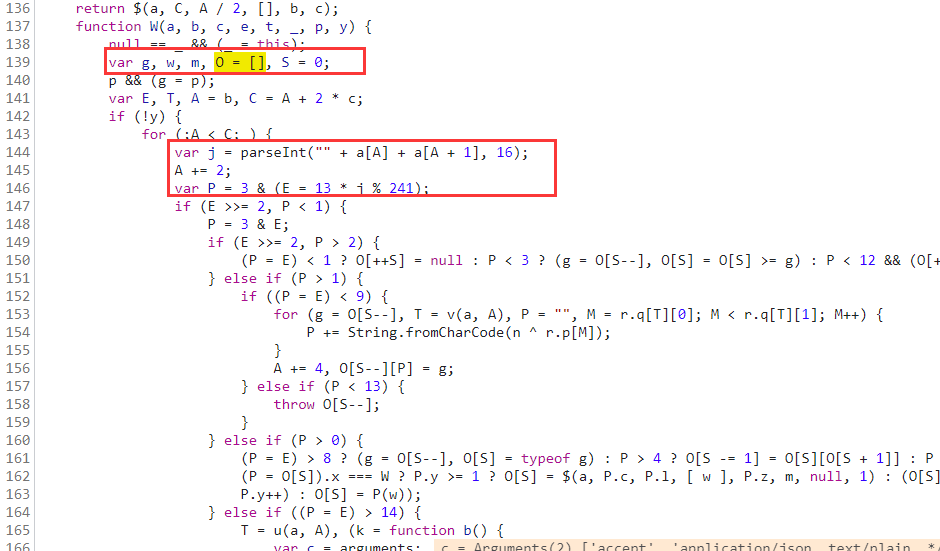 136 return $(a, C, A / 2, [], b, c);
137 function W(a, b, c, e, t, _, p, y) {
138 null == _ && (_ = this);
139 var g, w, m, O = [], S = 0;
140 p && (g = p);
141 var E, T, A = b, C = A + 2 * c;
142 if (!y) {
143 for (;A < C; ) {
144 var j = parseInt("" + a[A] + a[A + 1], 16);
145 A += 2;
146 var P = 3 & (E = 13 * j % 241);
147 if (E >>= 2, P < 1) {
148 P = 3 & E;
149 if (E >>= 2, P > 2) {
150 (P = E) < 1 ? O[++S] = null : P < 3 ? (g = O[S--], O[S] = O[S] >= g) : P < 12 && (O[+
151 } else if (P > 1) {
152 if ((P = E) < 9) {
153 for (g = O[S--], T = v(a, A), P = "", M = r.q[T][0]; M < r.q[T][1]; M++) {
154 P += String.fromCharCode(n ^ r.p[M]);
155 }
156 A += 4, O[S--][P] = g;
157 } else if (P < 13) {
158 throw O[S--];
159 }
160 } else if (P > 0) {
161 (P = E) > 8 ? (g = O[S--], O[S] = typeof g) : P > 4 ? O[S -= 1] = O[S][O[S + 1]] : P
162 (P = O[S]).x === W ? P.y >= 1 ? O[S] = $(a, P.c, P.l, [ w ], P.z, m, null, 1) : (O[S]
163 P.y++) : O[S] = P(w));
164 } else if ((P = E) > 14) {
165 T = u(a, A), (k = function b() {
166 var c = arguments; c = Arguments(2) ['accept', 'application/json, text/plain, */